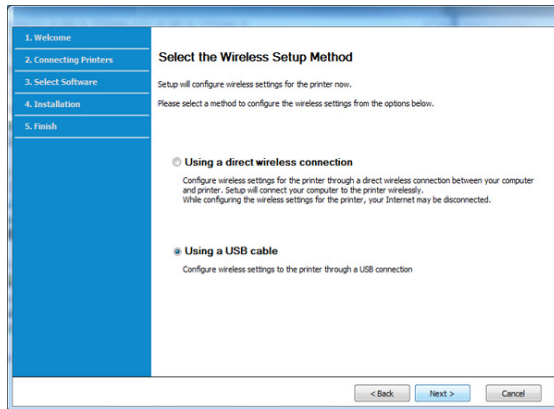 1. Welcome
2. Connecting Printers
3. Select Software
4. Installation
5. Finish
Select the Wireless Setup Method
Setup will configure wireless settings for the printer now.
Please select a method to configure the wireless settings from the options below.
Using a direct wireless connection
Configure wireless settings for the printer through a direct wireless connection between your computer
and printer. Setup will connect your computer to the printer wirelessly.
While configuring the wireless settings for the printer, your Internet may be disconnected.
Using a USB cable
Configure wireless settings to the printer through a USB connection
< Back
Next >
Cancel